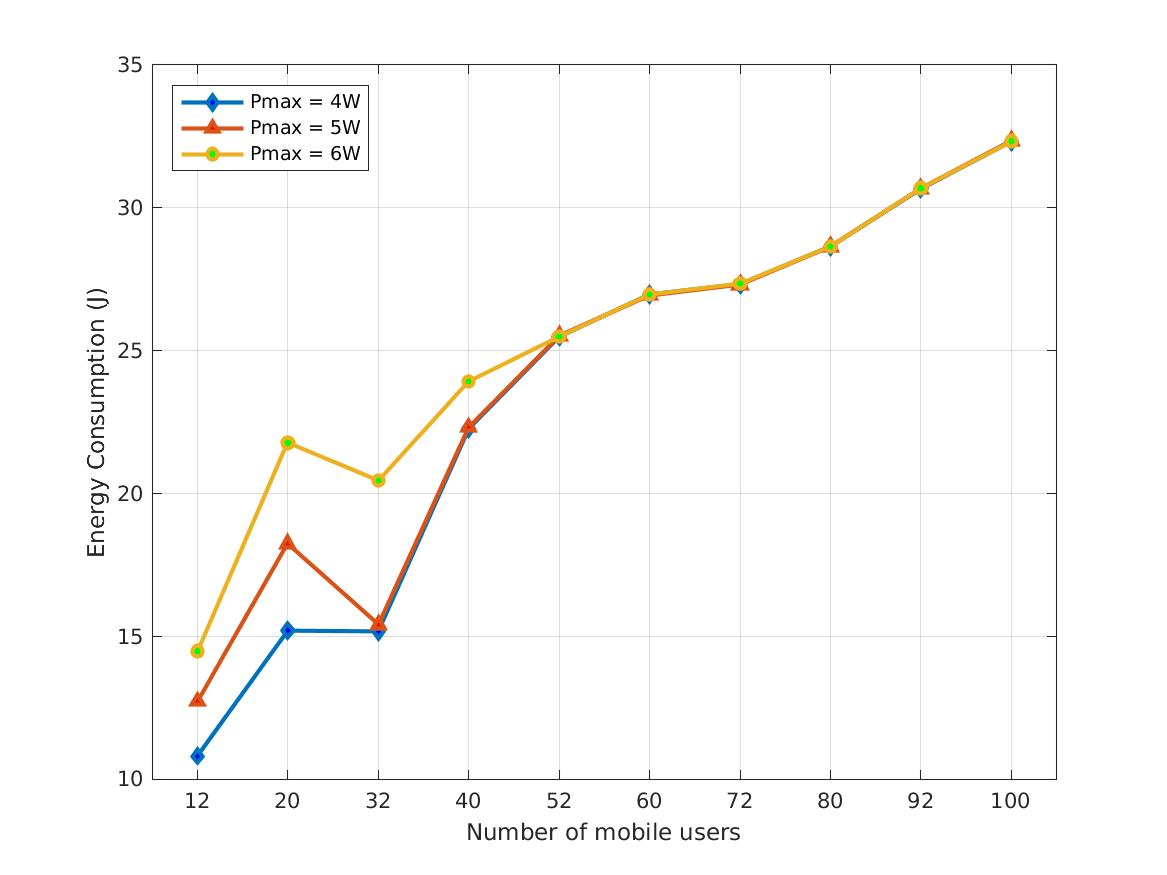 35
30
25
20
15
10
Energy Consumption (J)
Pmax = 4W
Pmax = 5W
Pmax = 6W
12 20 32 40 52 60 72 80 92 100
Number of mobile users